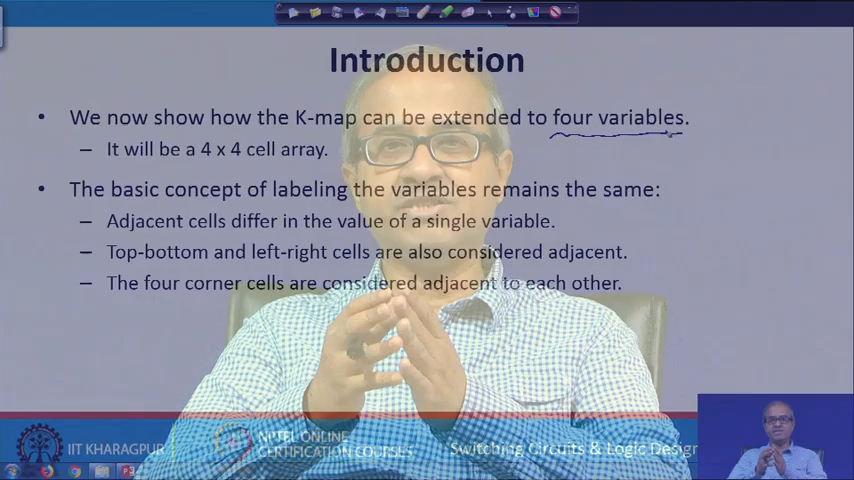 Introduction
• We now show how the K-map can be extended to four variables.
– It will be a 4 x 4 cell array.
• The basic concept of labeling the variables remains the same:
– Adjacent cells differ in the value of a single variable.
– Top-bottom and left-right cells are also considered adjacent.
– The four corner cells are considered adjacent to each other.
IIT KHARAGPUR
NPTEL ONLINE
CERTIFICATION COURSES
Switching Circuits & Logic Design